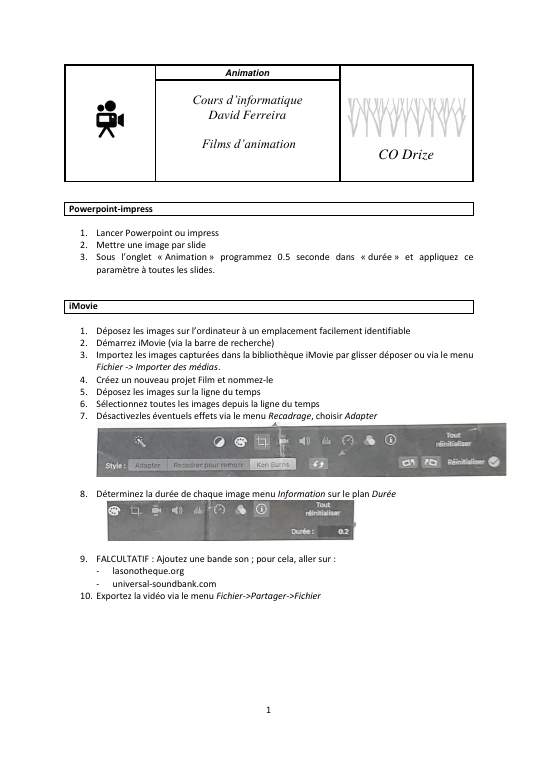 Animation
Cours d'informatique
David Ferreira
Films d'animation
CO Drize
Powerpoint-impress
1. Lancer Powerpoint ou impress
2. Mettre une image par slide
3. Sous l'onglet « Animation » programmez 0.5 seconde dans « durée » et appliquez ce
paramètre à toutes les slides.
iMovie
1. Déposez les images sur l'ordinateur à un emplacement facilement identifiable
2. Démarrez iMovie (via la barre de recherche)
3. Importez les images capturées dans la bibliothèque iMovie par glisser déposer ou via le menu
Fichier -> Importer des médias.
4. Créez un nouveau projet Film et nommez-le
5. Déposez les images sur la ligne du temps
6. Sélectionnez toutes les images depuis la ligne du temps
7. Désactivezles éventuels effets via le menu Recadrage, choisir Adapter
Tout
réinitialiser
Style : Adapter Recadrer pour remplir Ken Burns Réinitialiser
8. Déterminez la durée de chaque image menu Information sur le plan Durée
Tout
réinitialiser
Durée : 0.2
9. FALCULTATIF : Ajoutez une bande son ; pour cela, aller sur :
- lasonotheque.org
- universal-soundbank.com
10. Exportez la vidéo via le menu Fichier->Partager->Fichier
1